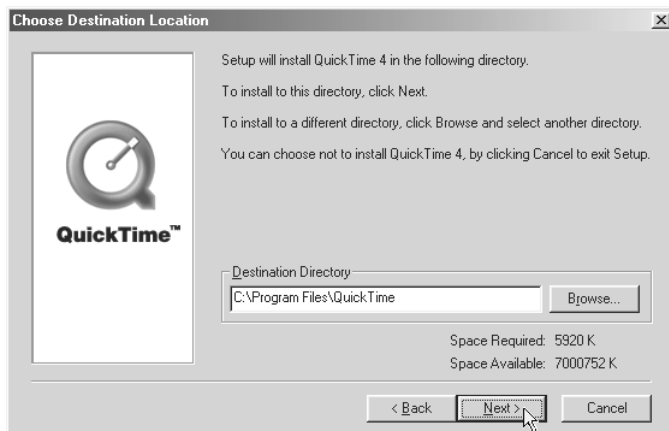 Choose Destination Location
Setup will install QuickTime 4 in the following directory.
To install to this directory, click Next.
To install to a different directory, click Browse and select another directory.
You can choose not to install QuickTime 4, by clicking Cancel to exit Setup.
QuickTime™
Destination Directory
C:\Program Files\QuickTime
Browse...
Space Required: 5920 K
Space Available: 7000752 K
< Back
Next >
Cancel